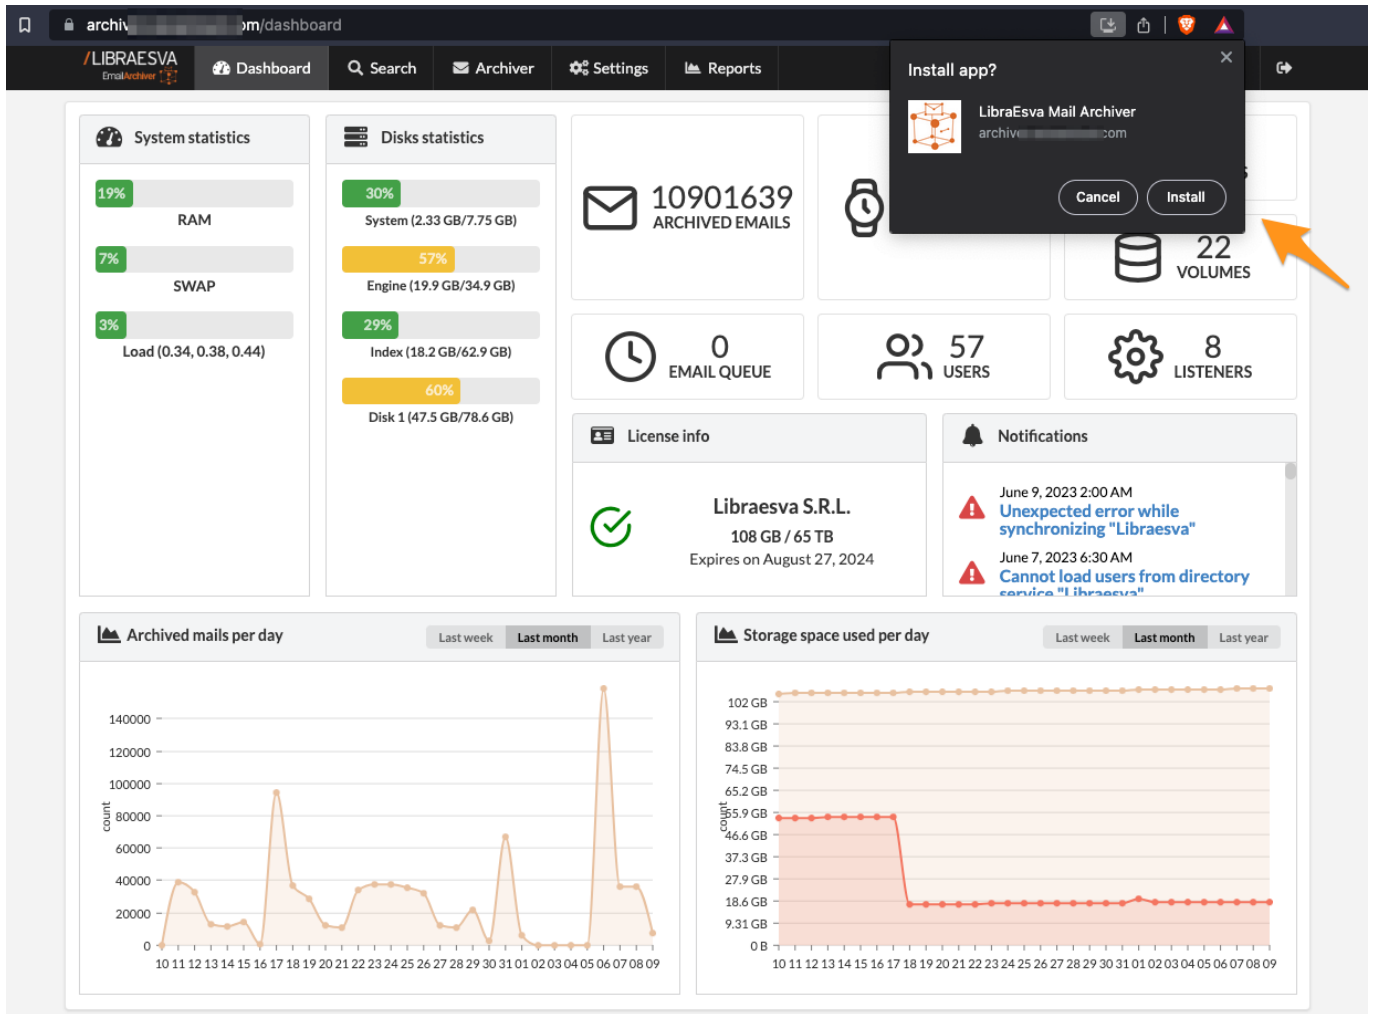 archiv om/dashboard
/LIBRAESVA
EmailArchiver
Dashboard
Search
Archiver
Settings
Reports
Install app?
LibraEsva Mail Archiver
archive com
Cancel
Install
System statistics
19%
RAM
7%
SWAP
3%
Load (0.34, 0.38, 0.44)
Disks statistics
30%
System (2.33 GB/7.75 GB)
57%
Engine (19.9 GB/34.9 GB)
29%
Index (18.2 GB/62.9 GB)
60%
Disk 1 (47.5 GB/78.6 GB)
10901639
ARCHIVED EMAILS
22
VOLUMES
0
EMAIL QUEUE
57
USERS
8
LISTENERS
License info
Libraesva S.R.L.
108 GB / 65 TB
Expires on August 27, 2024
Notifications
June 9, 2023 2:00 AM
Unexpected error while
synchronizing "Libraesva"
June 7, 2023 6:30 AM
Cannot load users from directory
service "Libraesva"
Archived mails per day
Last week Last month Last year
140000
120000
100000
80000
60000
40000
20000
0
count
10 11 12 13 14 15 16 17 18 19 20 21 22 23 24 25 26 27 28 29 30 31 01 02 03 04 05 06 07 08 09
Storage space used per day
Last week Last month Last year
102 GB
93.1 GB
83.8 GB
74.5 GB
65.2 GB
55.9 GB
46.6 GB
37.3 GB
27.9 GB
18.6 GB
9.31 GB
0 B
count
10 11 12 13 14 15 16 17 18 19 20 21 22 23 24 25 26 27 28 29 30 31 01 02 03 04 05 06 07 08 09